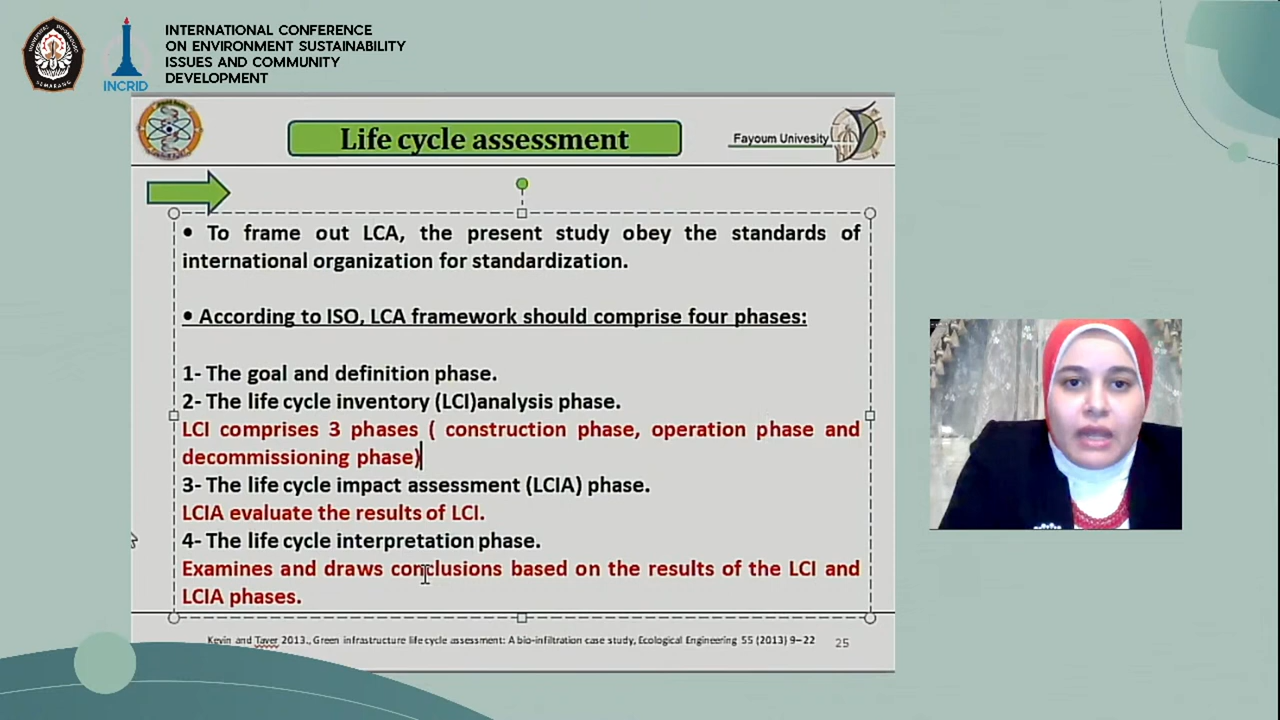 INTERNATIONAL CONFERENCE
ON ENVIRONMENT SUSTAINABILITY
ISSUES AND COMMUNITY
DEVELOPMENT
SEMARANG
INCRID
Life cycle assessment
Fayoum Univesity
• To frame out LCA, the present study obey the standards of
international organization for standardization.
• According to ISO, LCA framework should comprise four phases:
1- The goal and definition phase.
2- The life cycle inventory (LCI)analysis phase.
LCI comprises 3 phases ( construction phase, operation phase and
decommissioning phase)
3- The life cycle impact assessment (LCIA) phase.
LCIA evaluate the results of LCI.
4- The life cycle interpretation phase.
Examines and draws conclusions based on the results of the LCI and
LCIA phases.
Kevin and Taver 2013., Green infrastructure life cycle assessment: A bio-infiltration case study, Ecological Engineering 55 (2013) 9–22
25